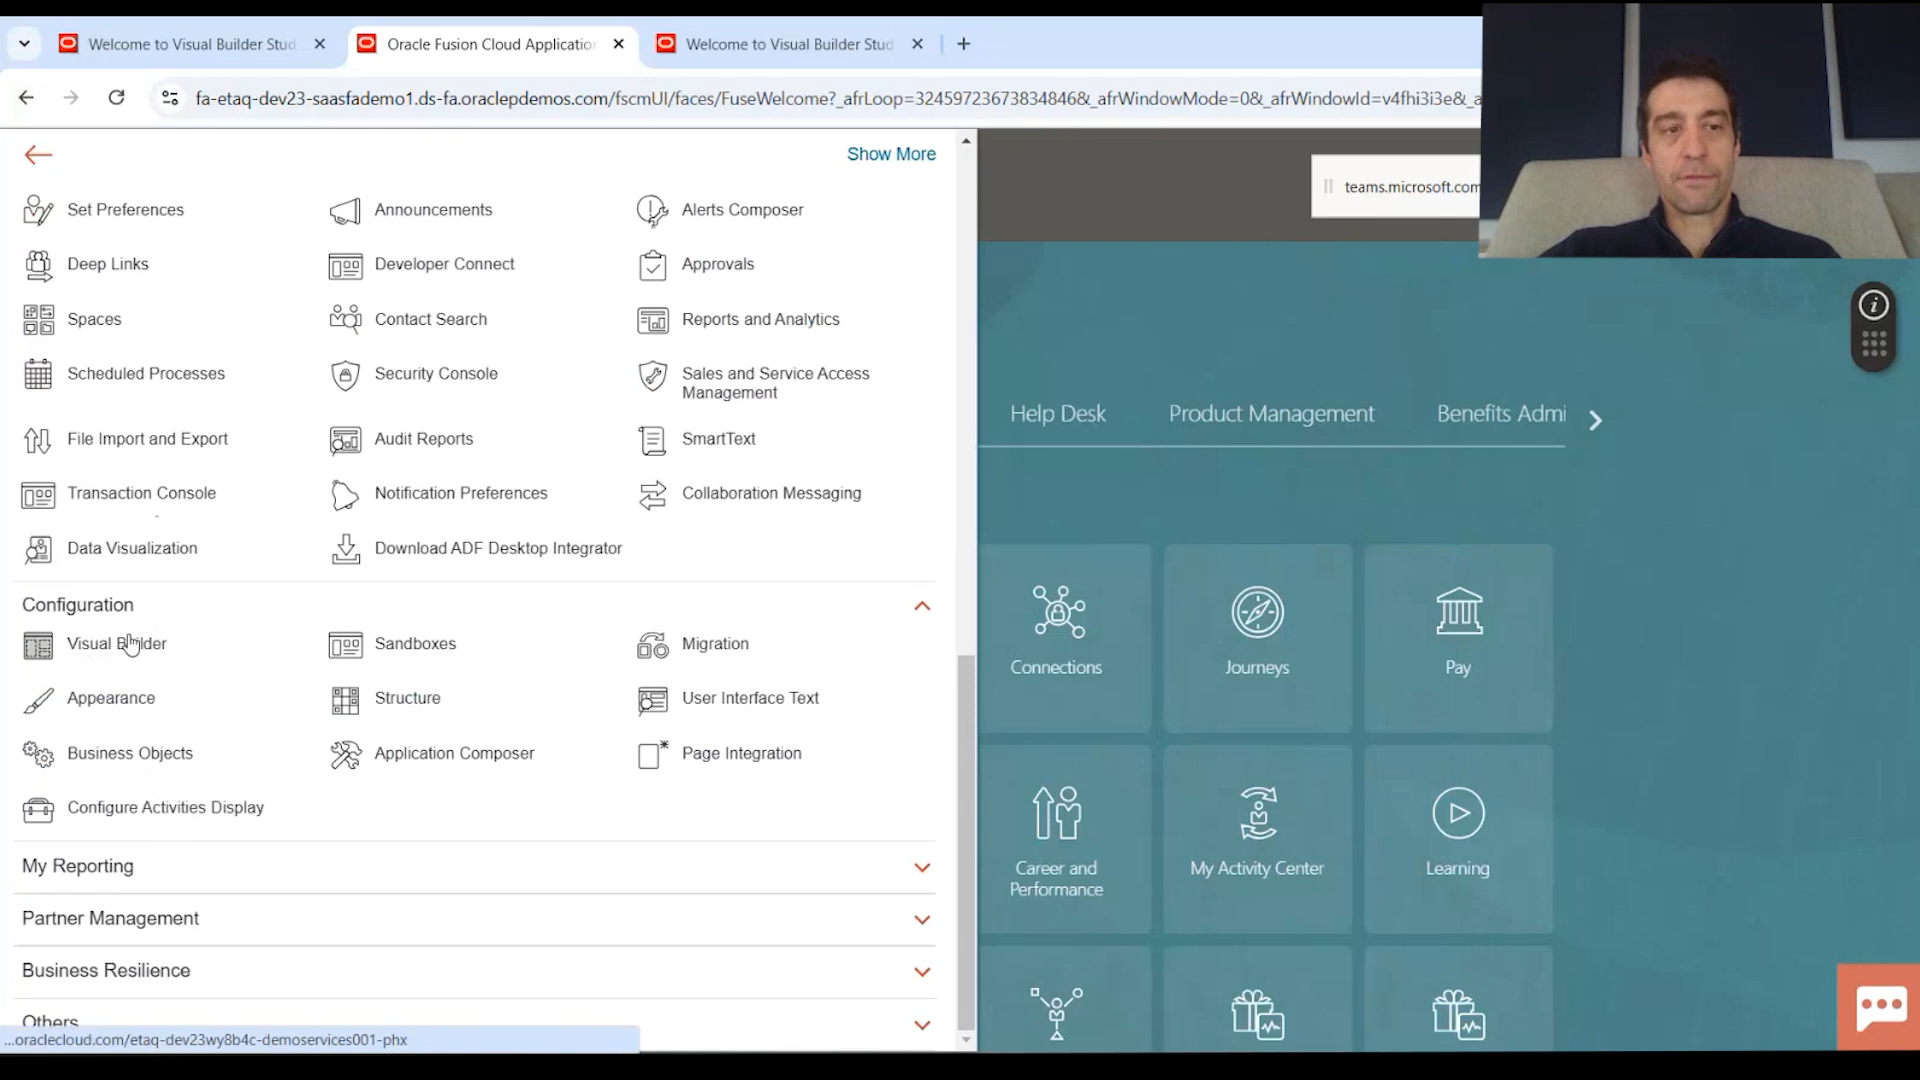 Welcome to Visual Builder Stud
Oracle Fusion Cloud Application
Welcome to Visual Builder Stud
fa-etaq-dev23-saasfademo1.ds-fa.oraclepdemos.com/fscmUI/faces/FuseWelcome?_afrLoop=32459723673834846&_afrWindowMode=0&_afrWindowId=v4fhi3i3e&_a
Show More
teams.microsoft.com
Set Preferences
Announcements
Alerts Composer
Deep Links
Developer Connect
Approvals
Spaces
Contact Search
Reports and Analytics
Scheduled Processes
Security Console
Sales and Service Access
Management
File Import and Export
Audit Reports
SmartText
Transaction Console
Notification Preferences
Collaboration Messaging
Data Visualization
Download ADF Desktop Integrator
Configuration
Visual Builder
Sandboxes
Migration
Appearance
Structure
User Interface Text
Business Objects
Application Composer
Page Integration
Configure Activities Display
My Reporting
Partner Management
Business Resilience
Others
...oraclecloud.com/etaq-dev23wy8b4c-demoservices001-phx
Help Desk
Product Management
Benefits Admi
Connections
Journeys
Pay
Career and
Performance
My Activity Center
Learning